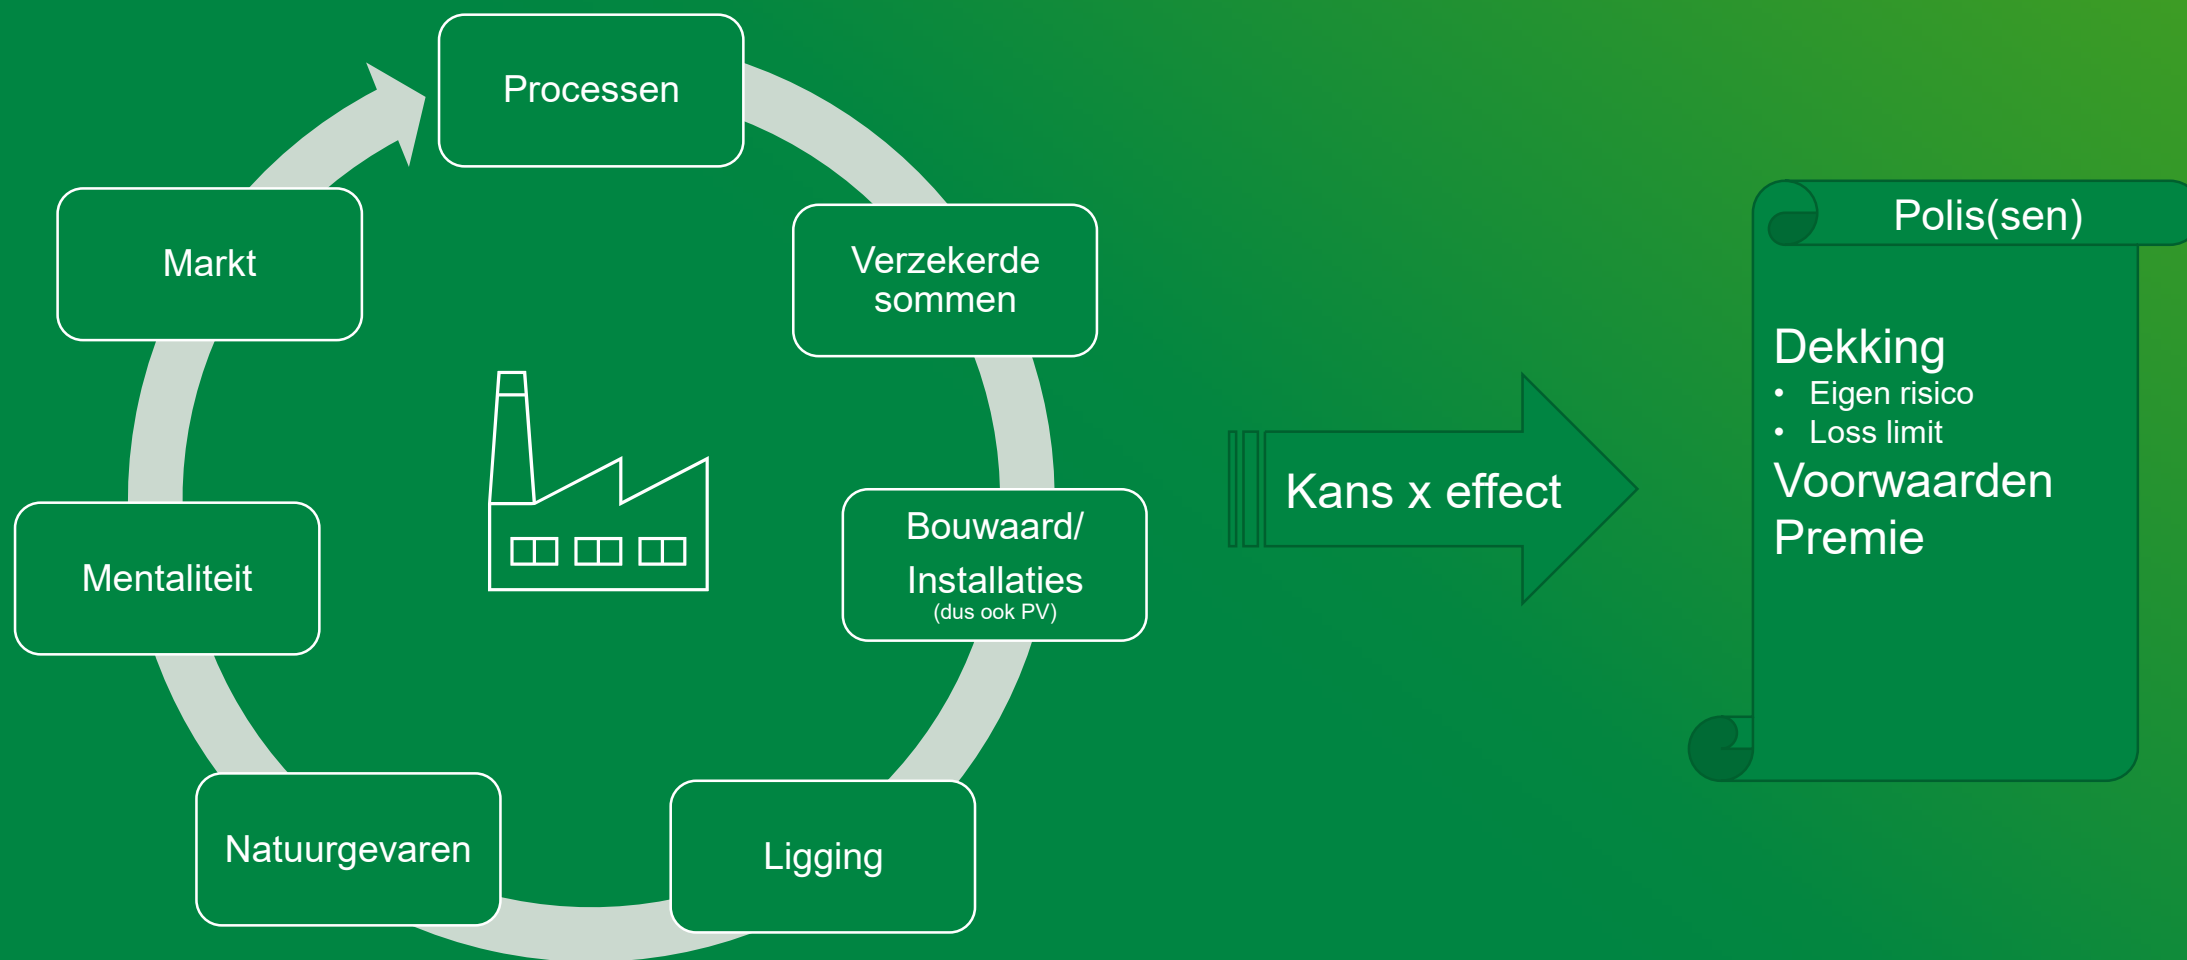 Processen
Verzekerde
sommen
Bouwaard/
Installaties
(dus ook PV)
Ligging
Natuurgevaren
Mentaliteit
Markt
Kans x effect
Polis(sen)
Dekking
• Eigen risico
• Loss limit
Voorwaarden
Premie